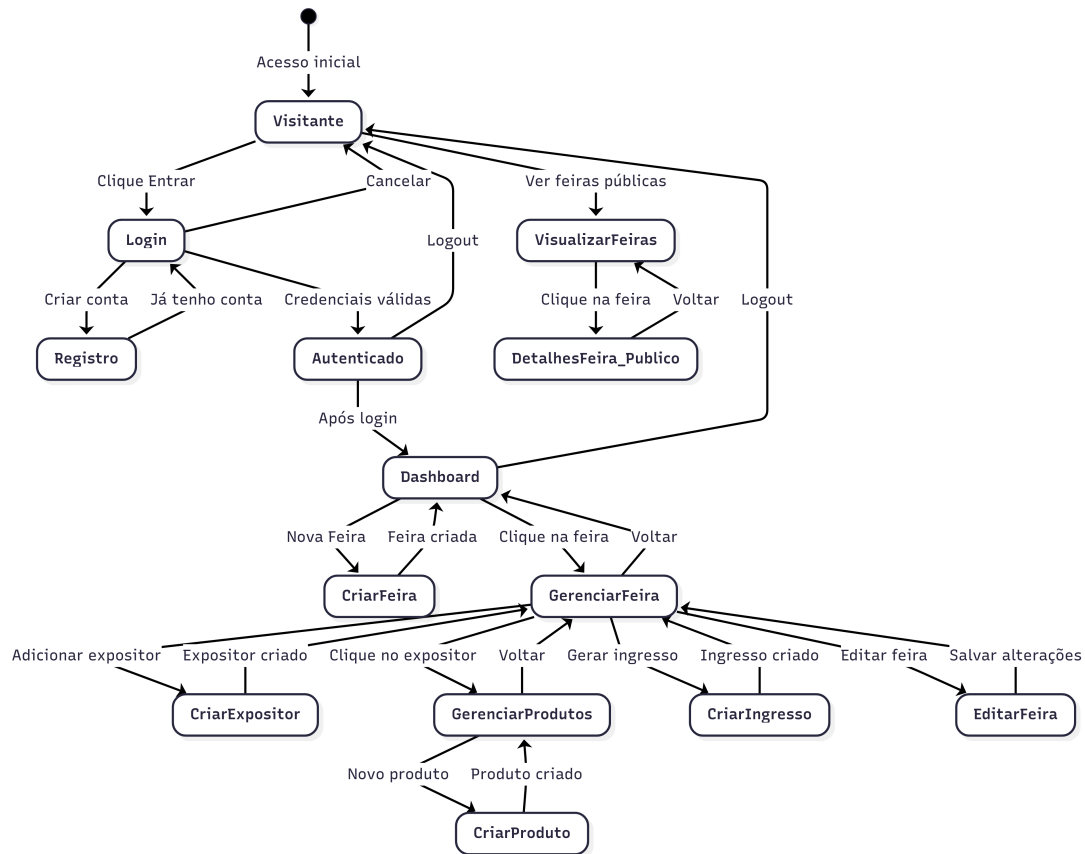 Acesso inicial
Visitante
Clique Entrar
Cancelar
Ver feiras públicas
Login
Logout
VisualizarFeiras
Criar conta
Já tenho conta
Credenciais válidas
Clique na feira
Voltar
Logout
Registro
Autenticado
DetalhesFeira_Publico
Após login
Dashboard
Nova Feira
Feira criada
Clique na feira
Voltar
CriarFeira
GerenciarFeira
Adicionar expositor
Expositor criado
Clique no expositor
Voltar
Gerar ingresso
Ingresso criado
Editar feira
Salvar alterações
CriarExpositor
GerenciarProdutos
CriarIngresso
EditarFeira
Novo produto
Produto criado
CriarProduto